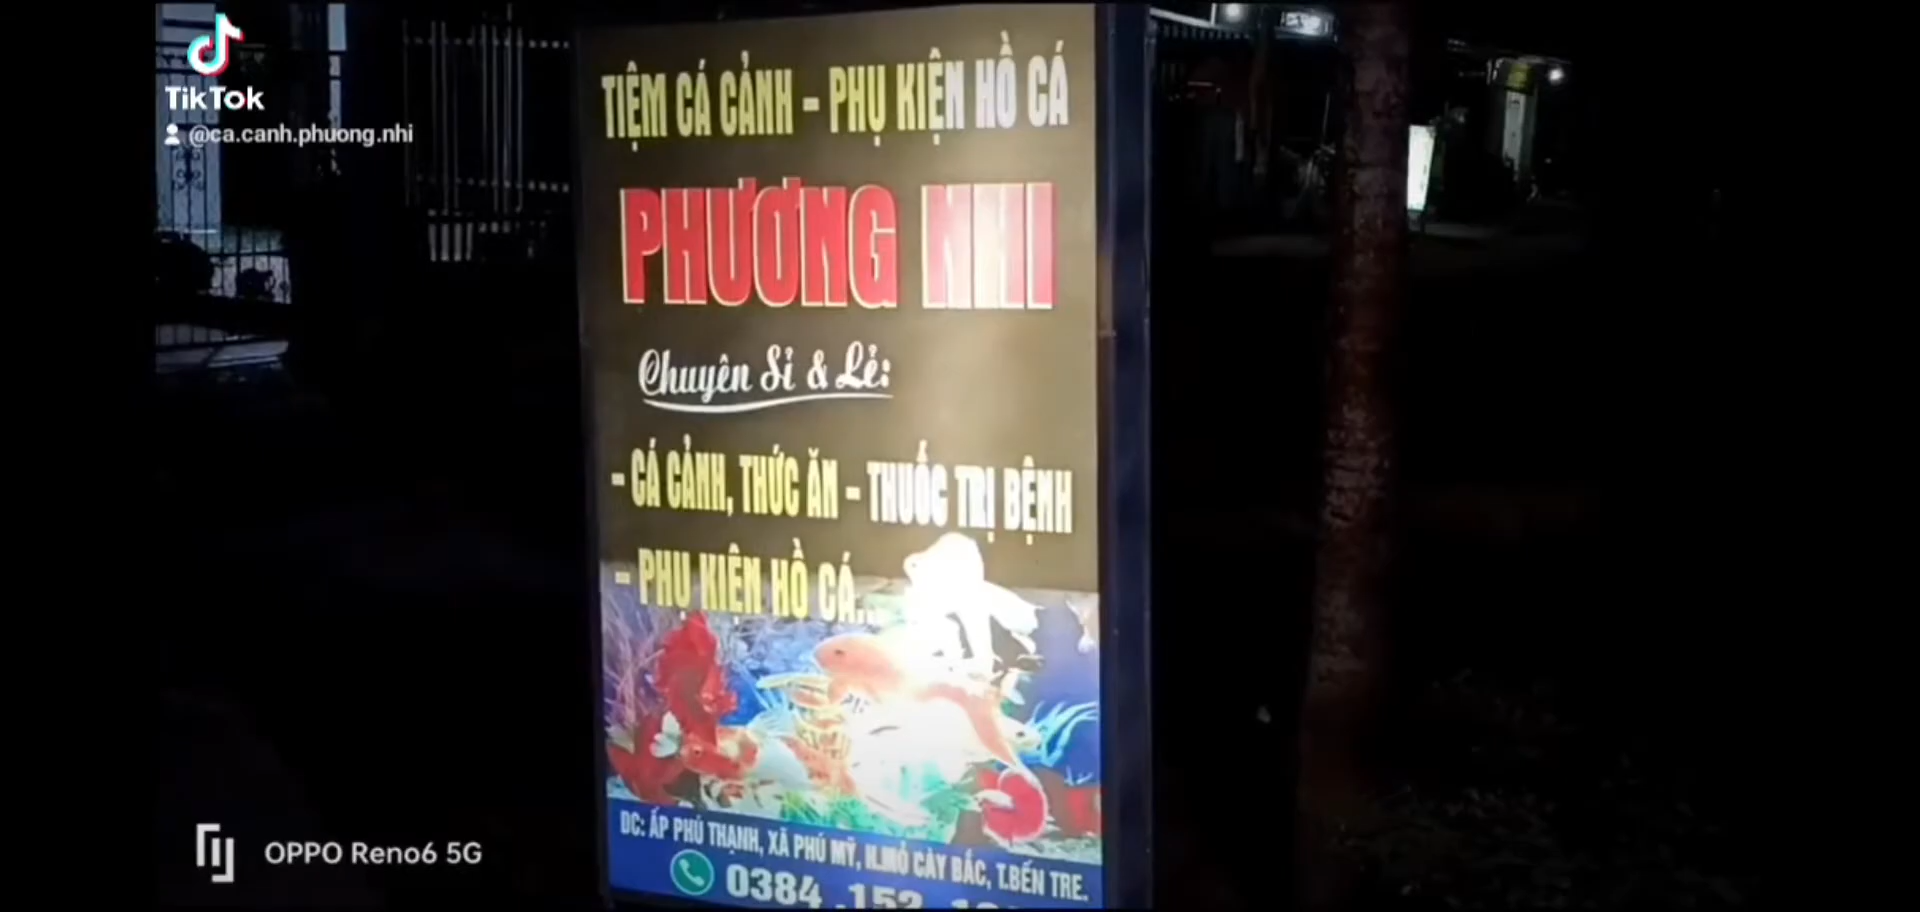 TikTok
@ca.canh.phuong.nhi
TIỆM CÁ CẢNH - PHỤ KIỆN HỒ CÁ
PHƯƠNG NHI
Chuyên Sỉ & Lẻ:
- CÁ CẢNH, THỨC ĂN - THUỐC TRỊ BỆNH
- PHỤ KIỆN HỒ CÁ...
DC: ẤP PHÚ THẠNH, XÃ PHÚ MỸ, H.MỎ CÀY BẮC, T.BẾN TRE.
0384 .152
OPPO Reno6 5G